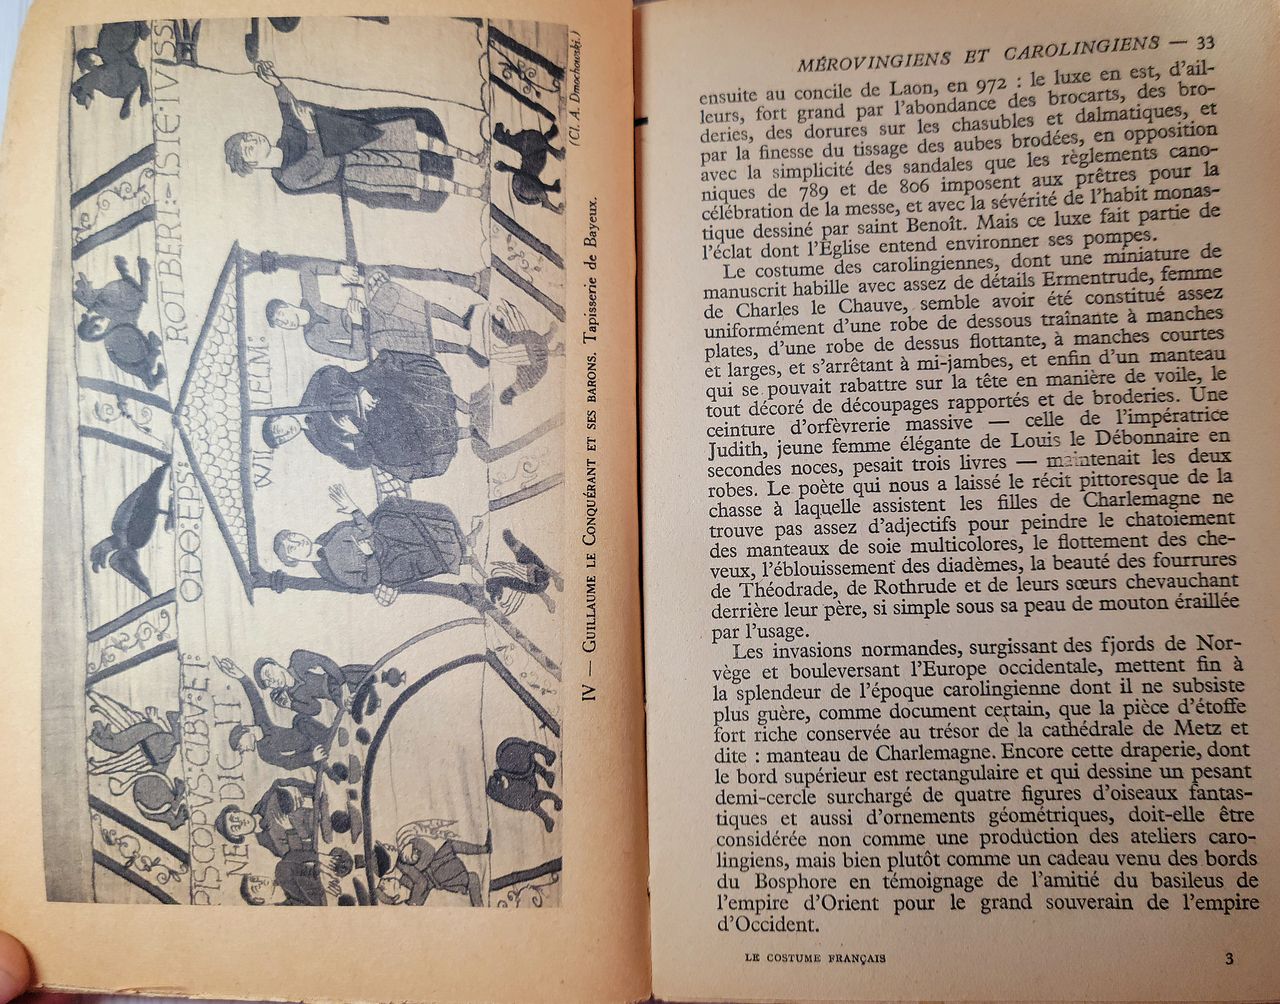 PISCOPVS:CIBV:ET:
NEDICIT·
ODO:EPS:
WILLELM:
ROTBERT:-ISTE·IVSSI
IV — GUILLAUME LE CONQUÉRANT ET SES BARONS. Tapisserie de Bayeux.
(Cl. A. Dmochowski.)
MÉROVINGIENS ET CAROLINGIENS — 33
ensuite au concile de Laon, en 972 : le luxe en est, d'ail-
leurs, fort grand par l'abondance des brocarts, des bro-
deries, des dorures sur les chasubles et dalmatiques, et
par la finesse du tissage des aubes brodées, en opposition
avec la simplicité des sandales que les règlements cano-
niques de 789 et de 806 imposent aux prêtres pour la
célébration de la messe, et avec la sévérité de l'habit monas-
tique dessiné par saint Benoît. Mais ce luxe fait partie de
l'éclat dont l'Église entend environner ses pompes.
Le costume des carolingiennes, dont une miniature de
manuscrit habille avec assez de détails Ermentrude, femme
de Charles le Chauve, semble avoir été constitué assez
uniformément d'une robe de dessous traînante à manches
plates, d'une robe de dessus flottante, à manches courtes
et larges, et s'arrêtant à mi-jambes, et enfin d'un manteau
qui se pouvait rabattre sur la tête en manière de voile, le
tout décoré de découpages rapportés et de broderies. Une
ceinture d'orfèvrerie massive — celle de l'impératrice
Judith, jeune femme élégante de Louis le Débonnaire en
secondes noces, pesait trois livres — maintenait les deux
robes. Le poète qui nous a laissé le récit pittoresque de la
chasse à laquelle assistent les filles de Charlemagne ne
trouve pas assez d'adjectifs pour peindre le chatoiement
des manteaux de soie multicolores, le flottement des che-
veux, l'éblouissement des diadèmes, la beauté des fourrures
de Théodrade, de Rothrude et de leurs sœurs chevauchant
derrière leur père, si simple sous sa peau de mouton éraillée
par l'usage.
Les invasions normandes, surgissant des fjords de Nor-
vège et bouleversant l'Europe occidentale, mettent fin à
la splendeur de l'époque carolingienne dont il ne subsiste
plus guère, comme document certain, que la pièce d'étoffe
fort riche conservée au trésor de la cathédrale de Metz et
dite : manteau de Charlemagne. Encore cette draperie, dont
le bord supérieur est rectangulaire et qui dessine un pesant
demi-cercle surchargé de quatre figures d'oiseaux fantas-
tiques et aussi d'ornements géométriques, doit-elle être
considérée non comme une production des ateliers caro-
lingiens, mais bien plutôt comme un cadeau venu des bords
du Bosphore en témoignage de l'amitié du basileus de
l'empire d'Orient pour le grand souverain de l'empire
d'Occident.
LE COSTUME FRANÇAIS 3